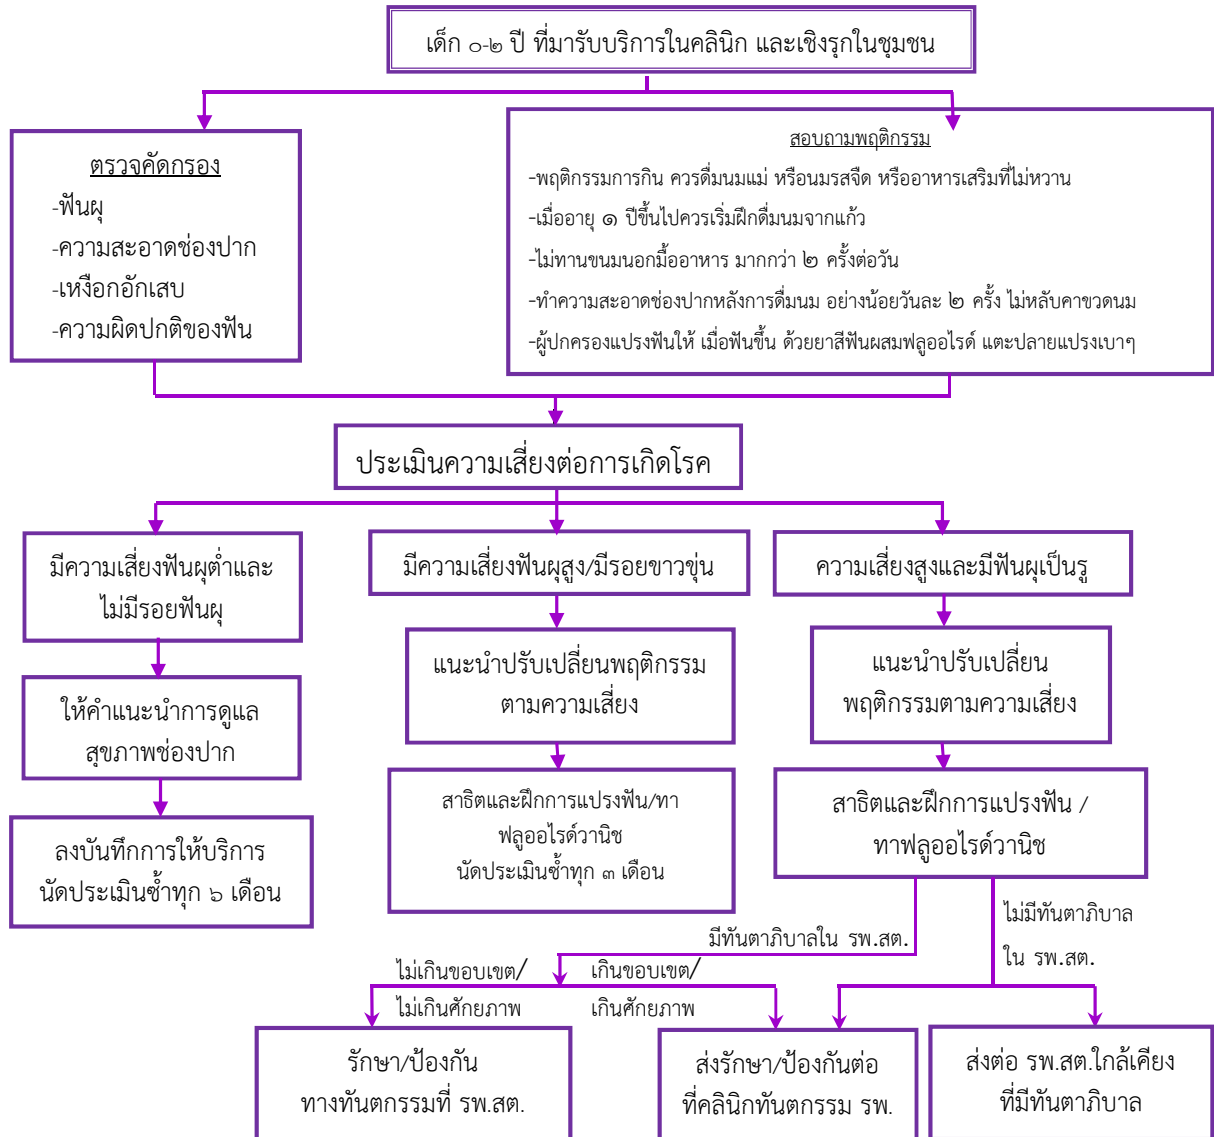 เด็ก ๐-๒ ปี ที่มารับบริการในคลินิก และเชิงรุกในชุมชน
ตรวจคัดกรอง
-ฟันผุ
-ความสะอาดช่องปาก
-เหงือกอักเสบ
-ความผิดปกติของฟัน
สอบถามพฤติกรรม
-พฤติกรรมการกิน ควรดื่มนมแม่ หรือนมรสจืด หรืออาหารเสริมที่ไม่หวาน
-เมื่ออายุ ๑ ปีขึ้นไปควรเริ่มฝึกดื่มนมจากแก้ว
-ไม่ทานขนมนอกมื้ออาหาร มากกว่า ๒ ครั้งต่อวัน
-ทำความสะอาดช่องปากหลังการดื่มนม อย่างน้อยวันละ ๒ ครั้ง ไม่หลับคาขวดนม
-ผู้ปกครองแปรงฟันให้ เมื่อฟันขึ้น ด้วยยาสีฟันผสมฟลูออไรด์ แตะปลายแปรงเบาๆ
ประเมินความเสี่ยงต่อการเกิดโรค
มีความเสี่ยงฟันผุต่ำและ
ไม่มีรอยฟันผุ
ให้คำแนะนำการดูแล
สุขภาพช่องปาก
ลงบันทึกการให้บริการ
นัดประเมินซ้ำทุก ๖ เดือน
มีความเสี่ยงฟันผุสูง/มีรอยขาวขุ่น
แนะนำปรับเปลี่ยนพฤติกรรม
ตามความเสี่ยง
สาธิตและฝึกการแปรงฟัน/ทา
ฟลูออไรด์วานิช
นัดประเมินซ้ำทุก ๓ เดือน
ความเสี่ยงสูงและมีฟันผุเป็นรู
แนะนำปรับเปลี่ยน
พฤติกรรมตามความเสี่ยง
สาธิตและฝึกการแปรงฟัน /
ทาฟลูออไรด์วานิช
มีทันตาภิบาลใน รพ.สต.
ไม่มีทันตาภิบาล
ใน รพ.สต.
ไม่เกินขอบเขต/
ไม่เกินศักยภาพ
เกินขอบเขต/
เกินศักยภาพ
รักษา/ป้องกัน
ทางทันตกรรมที่ รพ.สต.
ส่งรักษา/ป้องกันต่อ
ที่คลินิกทันตกรรม รพ.
ส่งต่อ รพ.สต.ใกล้เคียง
ที่มีทันตาภิบาล